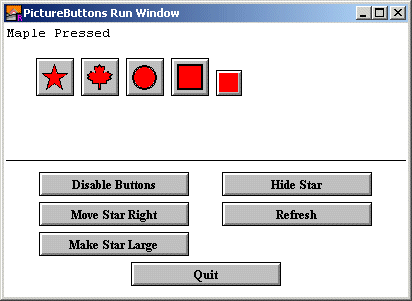 PictureButtons Run Window
Maple Pressed
Disable Buttons
Hide Star
Move Star Right
Refresh
Make Star Large
Quit